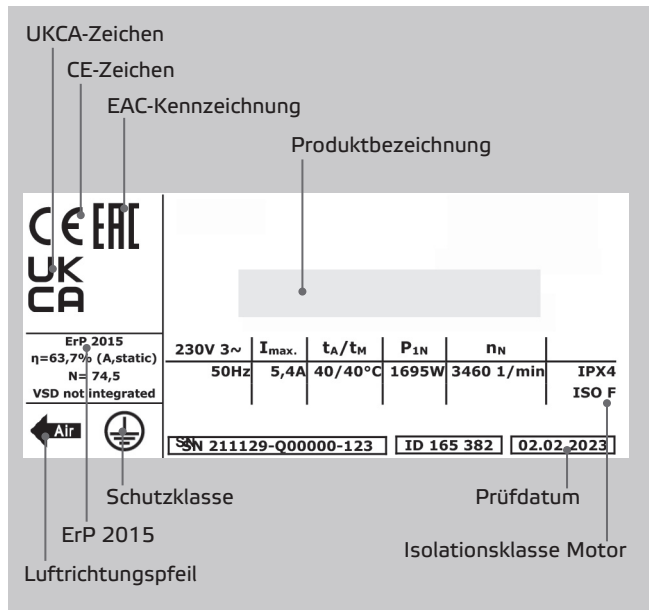 UKCA-Zeichen
CE-Zeichen
EAC-Kennzeichnung
Produktbezeichnung
CE EAC
UK
CA
ErP 2015
η=63,7% (A,static)
N= 74,5
VSD not integrated
230V 3~ Imax. tA/tM P1N nN
50Hz 5,4A 40/40°C 1695W 3460 1/min IPX4
ISO F
Air
SN SN 211129-Q00000-123 ID 165 382 02.02.2023
Schutzklasse
Prüfdatum
ErP 2015
Isolationsklasse Motor
Luftrichtungspfeil